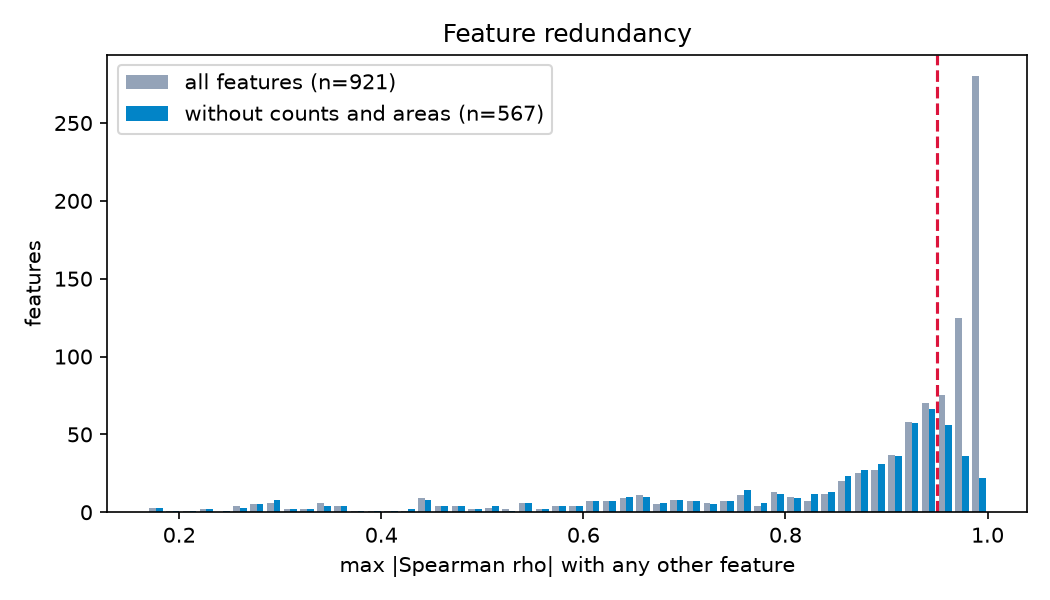 Feature redundancy
all features (n=921)
without counts and areas (n=567)
features
250
200
150
100
50
0
0.2
0.4
0.6
0.8
1.0
max |Spearman rho| with any other feature